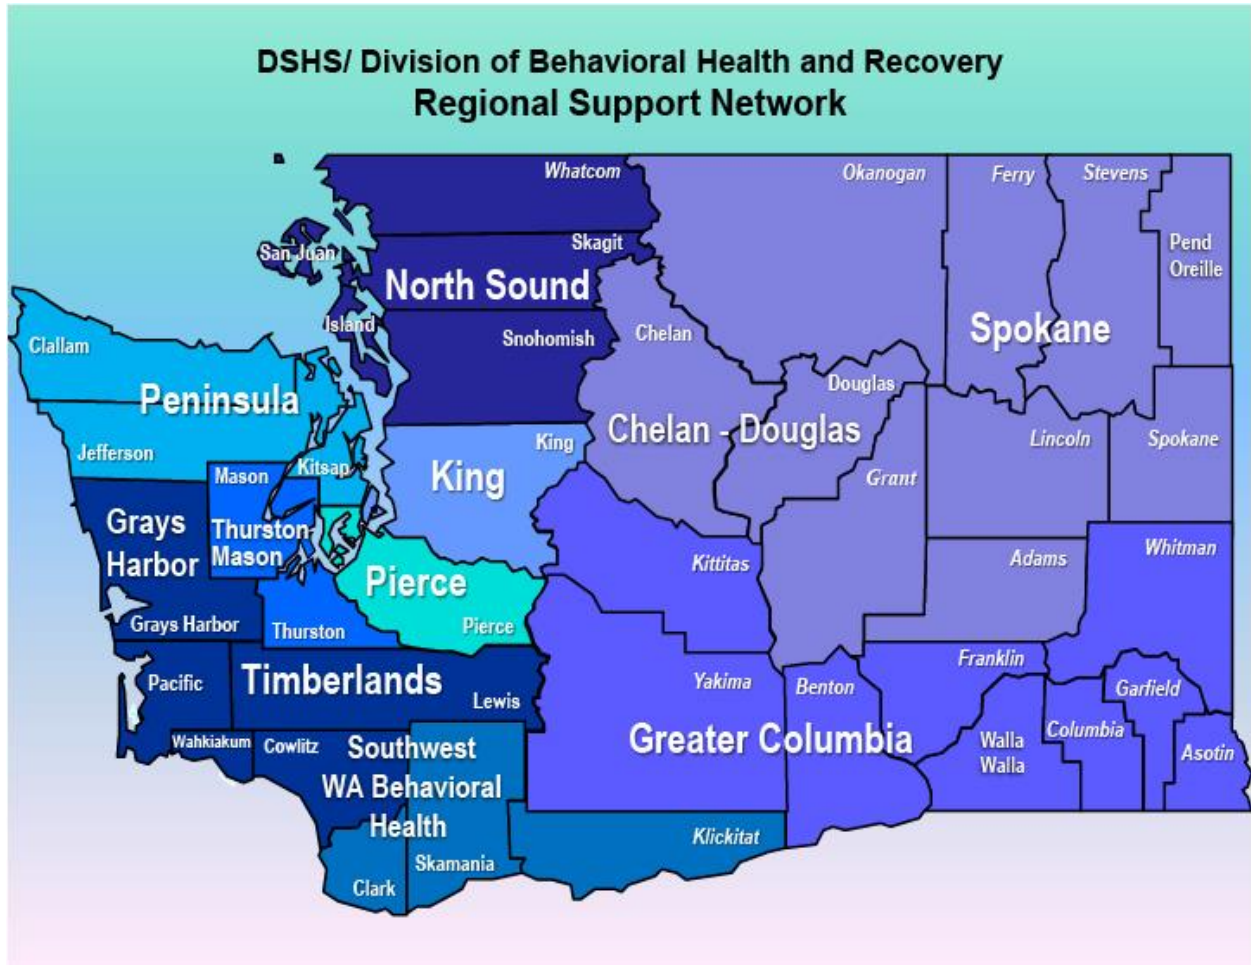 DSHS/ Division of Behavioral Health and Recovery
Regional Support Network
Whatcom
Okanogan
Ferry
Stevens
Skagit
San Juan
Pend
Oreille
North Sound
Island
Snohomish
Chelan
Spokane
Clallam
Douglas
Peninsula
Chelan - Douglas
Jefferson
Kitsap
King
King
Lincoln
Spokane
Mason
Grant
Grays
Harbor
Thurston
Mason
Kittitas
Adams
Whitman
Pierce
Grays Harbor
Thurston
Pierce
Pacific
Timberlands
Lewis
Yakima
Benton
Franklin
Garfield
Wahkiakum
Cowlitz
Southwest
WA Behavioral
Health
Greater Columbia
Walla
Walla
Columbia
Asotin
Klickitat
Skamania
Clark